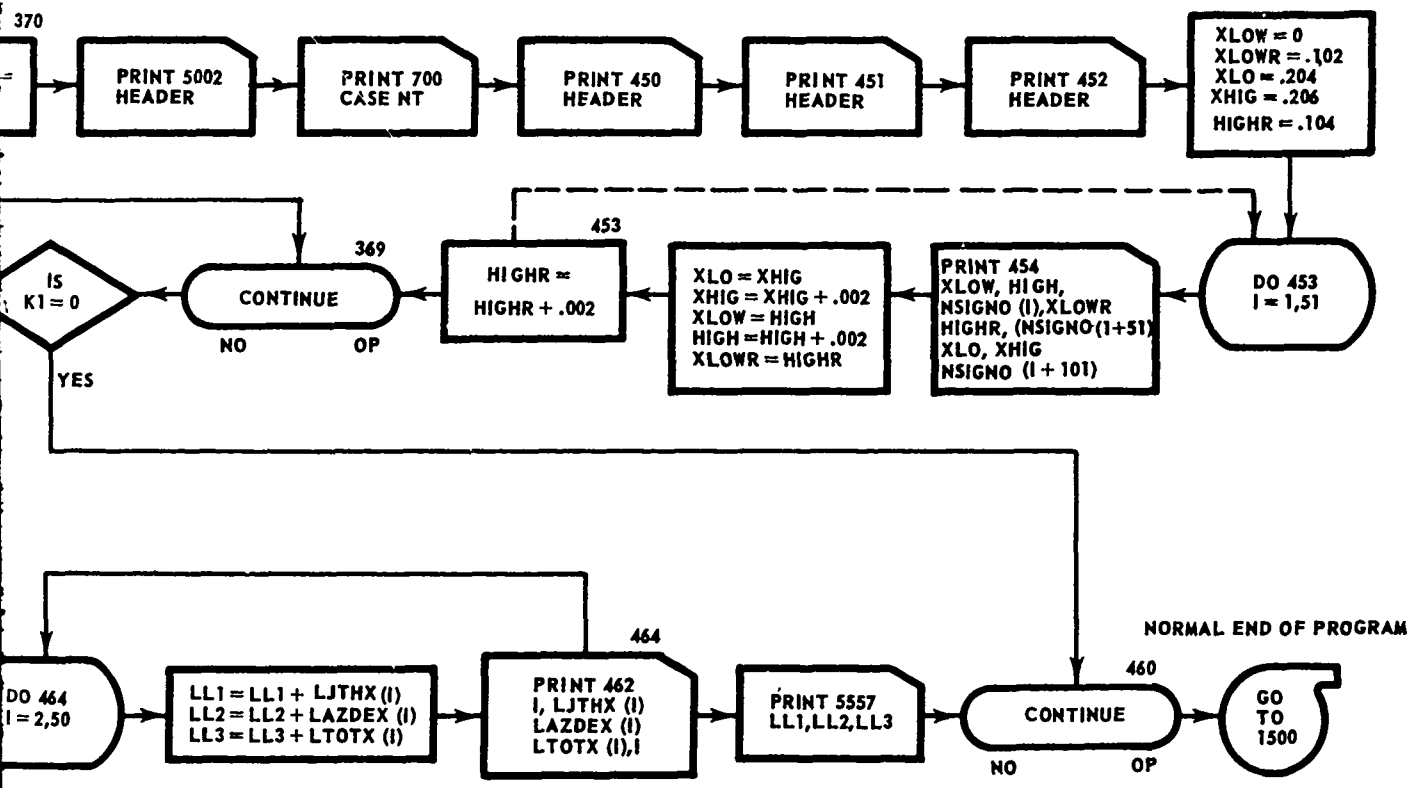 370
=
PRINT 5002
HEADER
PRINT 700
CASE NT
PRINT 450
HEADER
PRINT 451
HEADER
PRINT 452
HEADER
XLOW = 0
XLOWR = .102
XLO = .204
XHIG = .206
HIGHR = .104
IS
K1 = 0
YES
369
CONTINUE
NO OP
453
HIGHR =
HIGHR + .002
XLO = XHIG
XHIG = XHIG + .002
XLOW = HIGH
HIGH = HIGH + .002
XLOWR = HIGHR
PRINT 454
XLOW, HIGH,
NSIGNO (I),XLOWR
HIGHR, (NSIGNO (I+51)
XLO, XHIG
NSIGNO (I + 101)
DO 453
I = 1,51
DO 464
I = 2,50
LL1 = LL1 + LJTHX (I)
LL2 = LL2 + LAZDEX (I)
LL3 = LL3 + LTOTX (I)
464
PRINT 462
I, LJTHX (I)
LAZDEX (I)
LTOTX (I),I
PRINT 5557
LL1,LL2,LL3
460
CONTINUE
NO OP
NORMAL END OF PROGRAM
GO
TO
1500